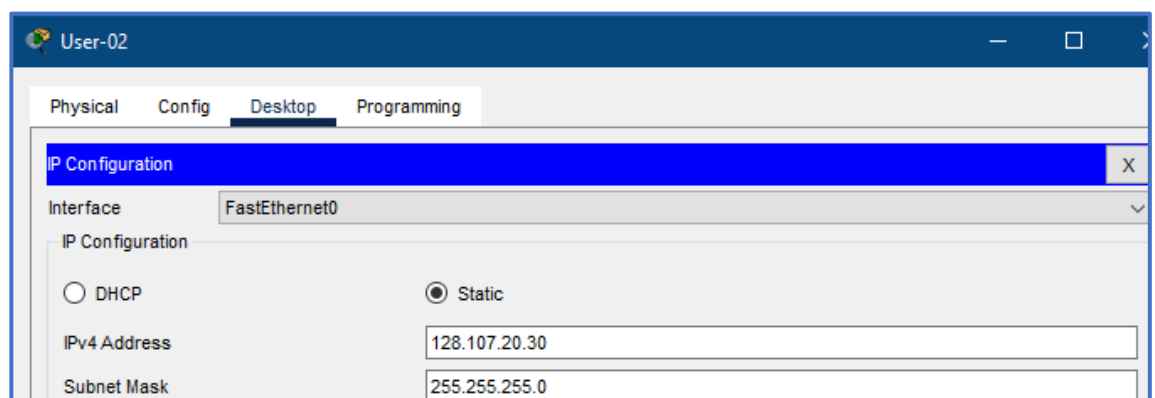 User-02
Physical Config Desktop Programming
IP Configuration X
Interface FastEthernet0
IP Configuration
DHCP Static
IPv4 Address 128.107.20.30
Subnet Mask 255.255.255.0